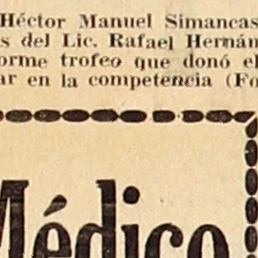 Héctor Manuel Simancas
s del Lic. Rafael Hernán
orme trofeo que donó el
ar en la competencia (Fo
Médico